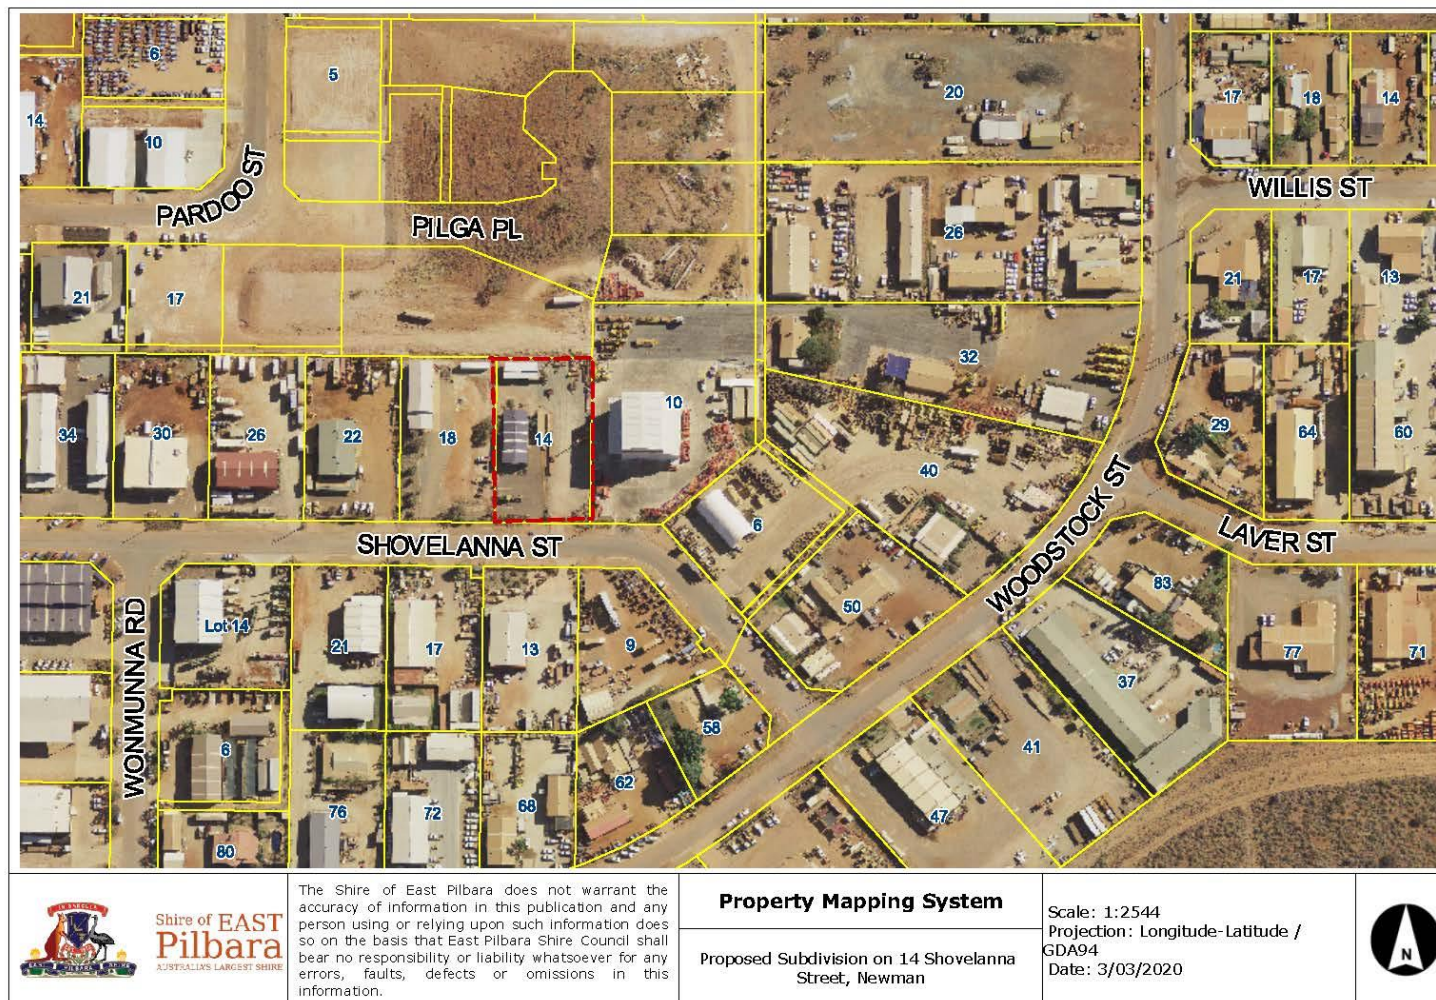 6
5
14
10
PARDOO ST
PILGA PL
20
17
18
14
WILLIS ST
21
17
26
21
17
13
32
34
30
26
22
18
14
10
29
64
60
40
6
SHOVELANNA ST
WOODSTOCK ST
LAVER ST
WONMUNNA RD
Lot 14
21
17
13
9
50
83
77
71
37
6
58
41
62
47
76
72
68
80
Shire of EAST
Pilbara
AUSTRALIA'S LARGEST SHIRE
The Shire of East Pilbara does not warrant the
accuracy of information in this publication and any
person using or relying upon such information does
so on the basis that East Pilbara Shire Council shall
bear no responsibility or liability whatsoever for any
errors, faults, defects or omissions in this
information.
Property Mapping System
Proposed Subdivision on 14 Shovelanna
Street, Newman
Scale: 1:2544
Projection: Longitude-Latitude /
GDA94
Date: 3/03/2020
N